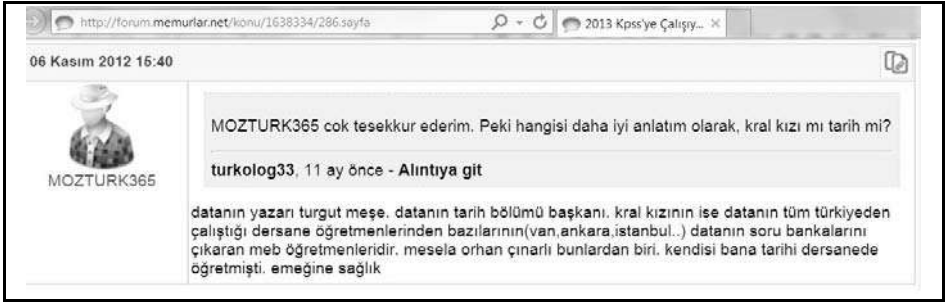 http://forum.memurlar.net/konu/1638334/286.sayfa
2013 Kpss'ye Çalışıy...
06 Kasım 2012 15:40
MOZTURK365 cok tesekkur ederim. Peki hangisi daha iyi anlatım olarak, kral kızı mı tarih mi?
turkolog33, 11 ay önce - Alıntıya git
MOZTURK365
datanın yazarı turgut meşe. datanın tarih bölümü başkanı. kral kızının ise datanın tüm türkiyeden
çalıştığı dersane öğretmenlerinden bazılarının(van,ankara,istanbul..) datanın soru bankalarını
çıkaran meb öğretmenleridir. mesela orhan çınarlı bunlardan biri. kendisi bana tarihi dersanede
öğretmişti. emeğine sağlık